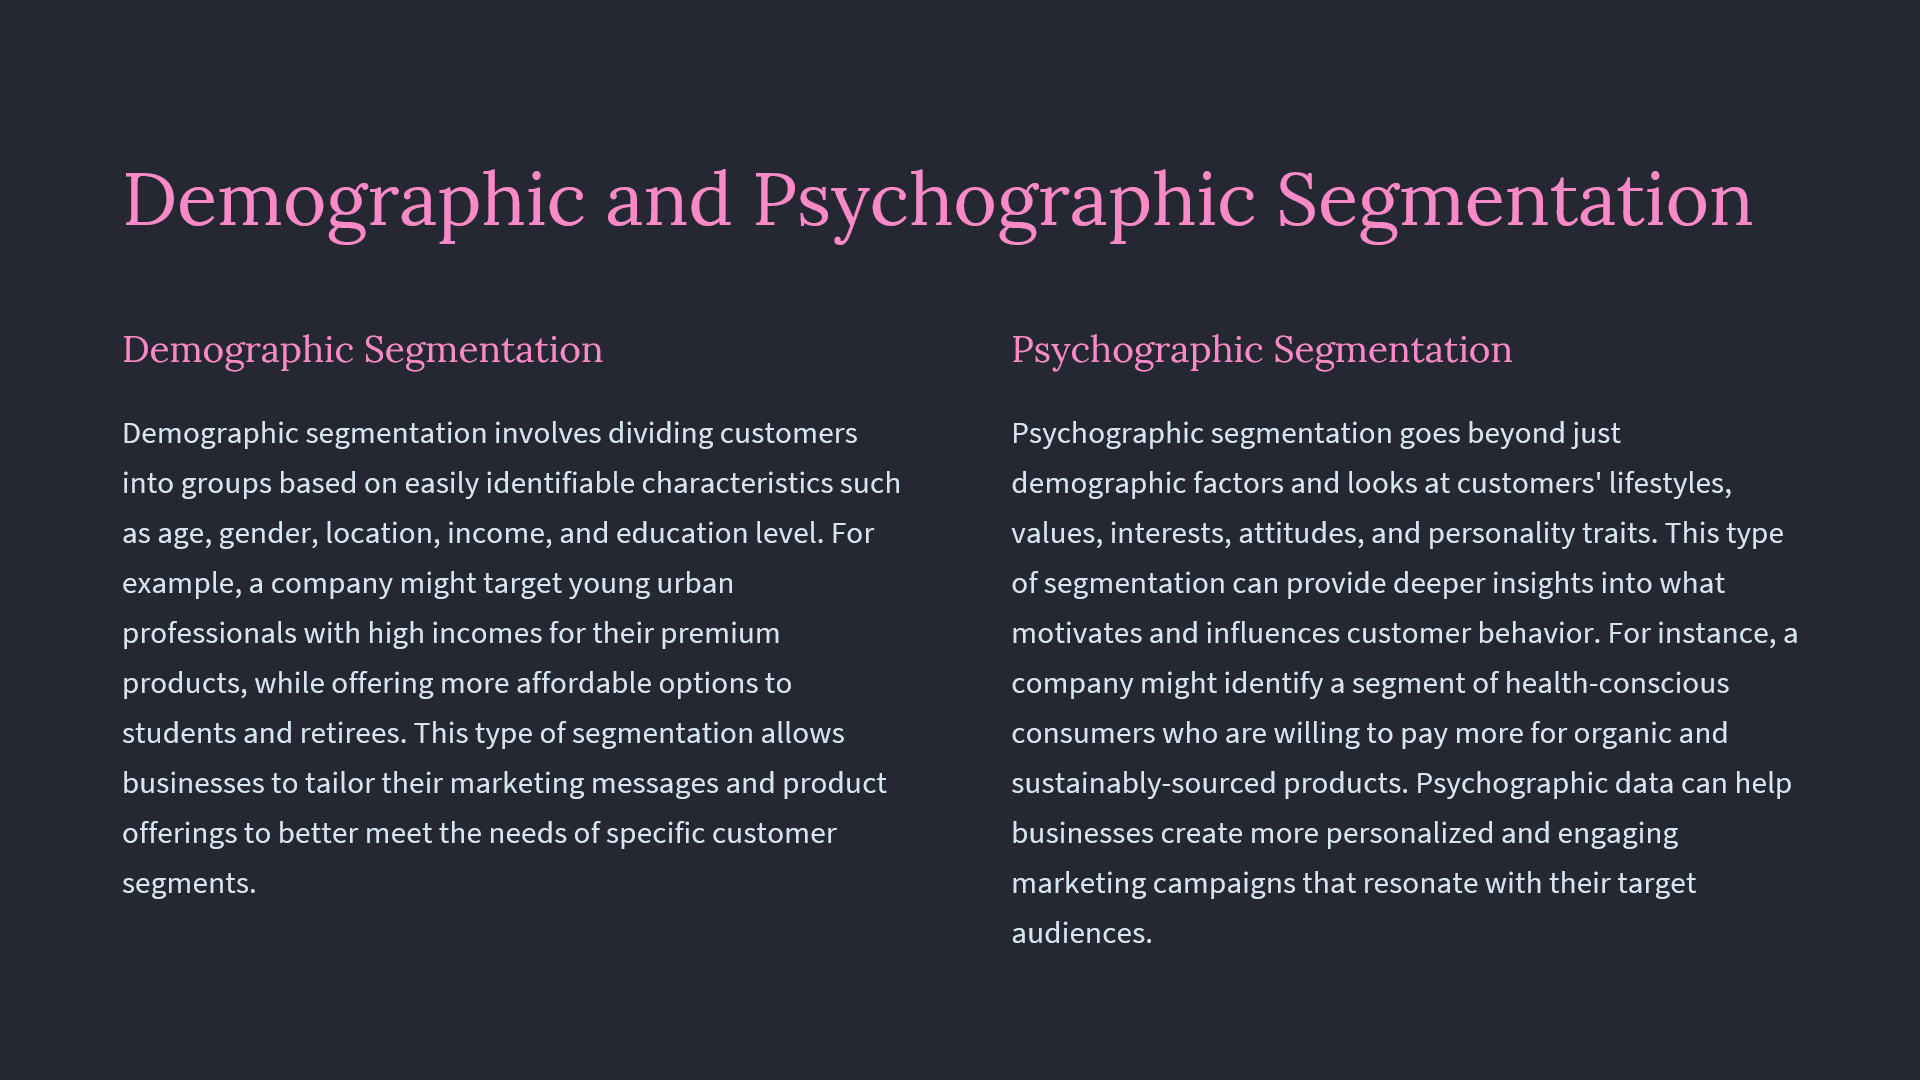 Demographic and Psychographic Segmentation
Demographic Segmentation
Demographic segmentation involves dividing customers
into groups based on easily identifiable characteristics such
as age, gender, location, income, and education level. For
example, a company might target young urban
professionals with high incomes for their premium
products, while offering more affordable options to
students and retirees. This type of segmentation allows
businesses to tailor their marketing messages and product
offerings to better meet the needs of specific customer
segments.
Psychographic Segmentation
Psychographic segmentation goes beyond just
demographic factors and looks at customers' lifestyles,
values, interests, attitudes, and personality traits. This type
of segmentation can provide deeper insights into what
motivates and influences customer behavior. For instance, a
company might identify a segment of health-conscious
consumers who are willing to pay more for organic and
sustainably-sourced products. Psychographic data can help
businesses create more personalized and engaging
marketing campaigns that resonate with their target
audiences.